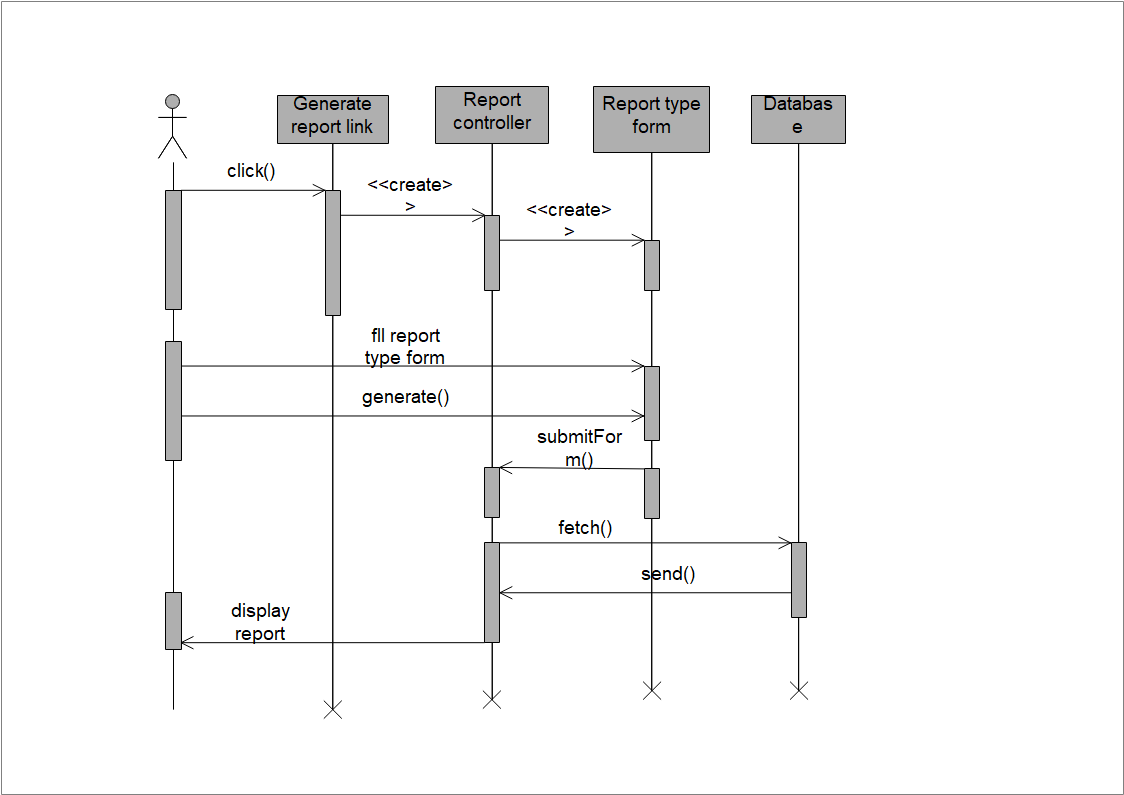 Generate
report link
Report
controller
Report type
form
Databas
e
click()
<<create>
>
<<create>
>
fll report
type form
generate()
submitFor
m()
fetch()
send()
display
report